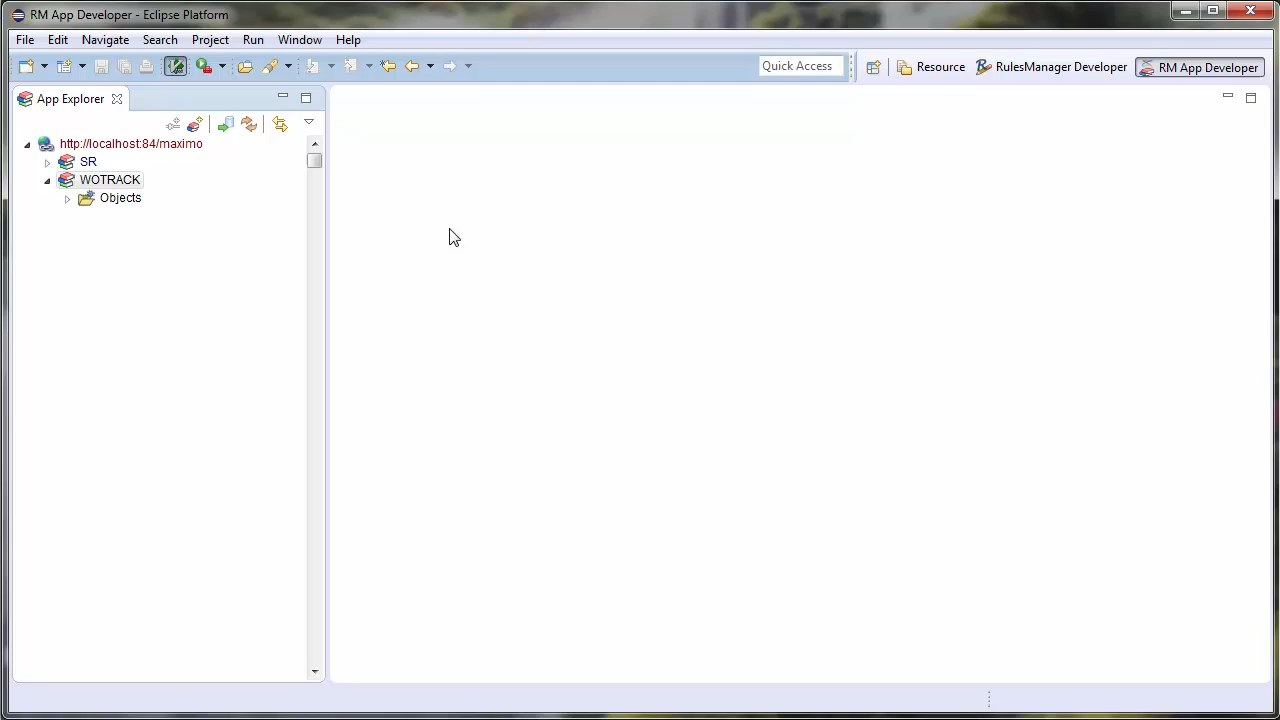 RM App Developer - Eclipse Platform
File Edit Navigate Search Project Run Window Help
Quick Access Resource RulesManager Developer RM App Developer
App Explorer
http://localhost:84/maximo
SR
WOTRACK
Objects